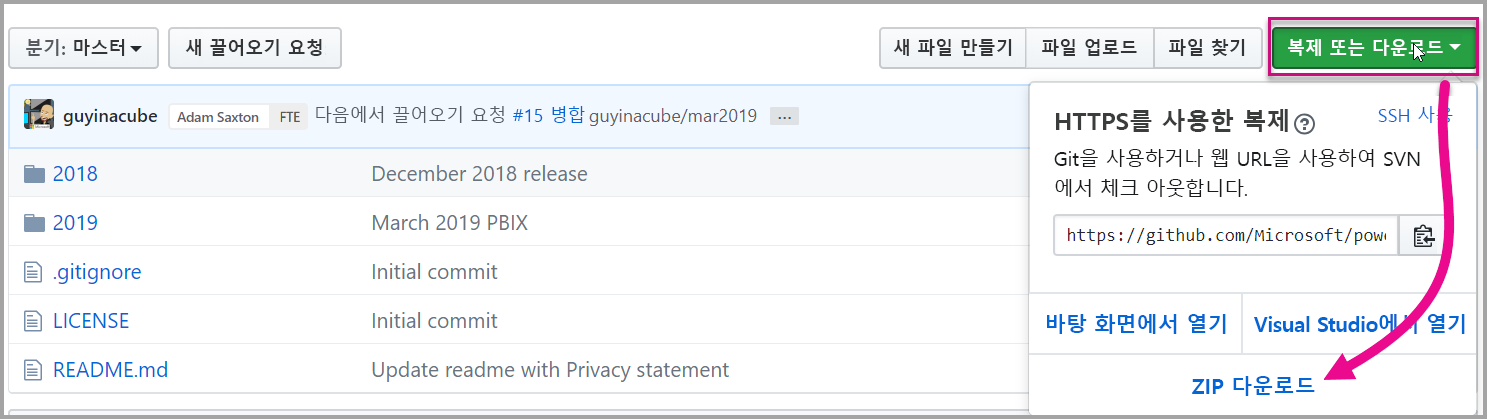 분기: 마스터
새 끌어오기 요청
새 파일 만들기
파일 업로드
파일 찾기
복제 또는 다운로드
guyinacube Adam Saxton FTE 다음에서 끌어오기 요청 #15 병합 guyinacube/mar2019 ...
2018 December 2018 release
2019 March 2019 PBIX
.gitignore Initial commit
LICENSE Initial commit
README.md Update readme with Privacy statement
HTTPS를 사용한 복제 ?
SSH 사용
Git을 사용하거나 웹 URL을 사용하여 SVN
에서 체크 아웃합니다.
https://github.com/Microsoft/pow
바탕 화면에서 열기
Visual Studio에서 열기
ZIP 다운로드